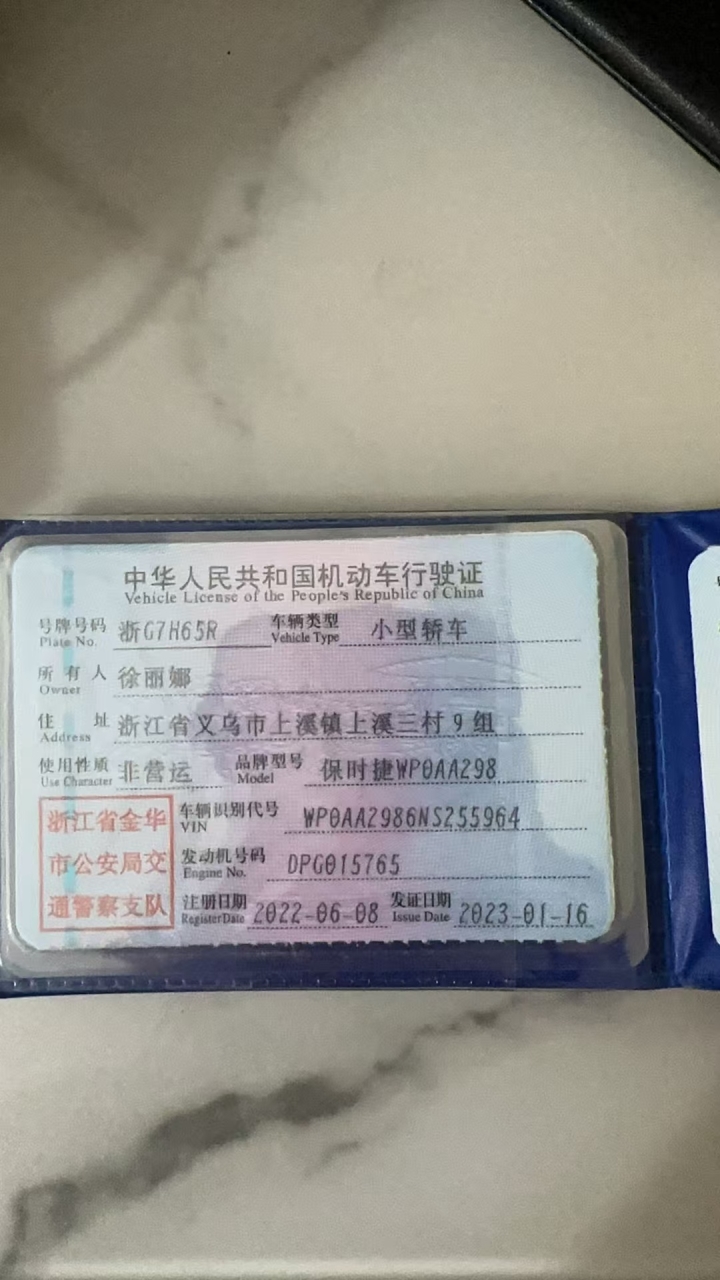 中华人民共和国机动车行驶证
Vehicle License of the People's Republic of China
号牌号码 浙G7H65R 车辆类型 小型轿车
Plate No. Vehicle Type
所有人 徐丽娜
Owner
住址 浙江省义乌市上溪镇上溪三村9组
Address
使用性质 非营运 品牌型号 保时捷WP0AA298
Use Character Model
浙江省金华
市公安局交
通警察支队
车辆识别代号 WP0AA2986NS255964
VIN
发动机号码 DPG015765
Engine No.
注册日期 2022-06-08 发证日期 2023-01-16
Register Date Issue Date